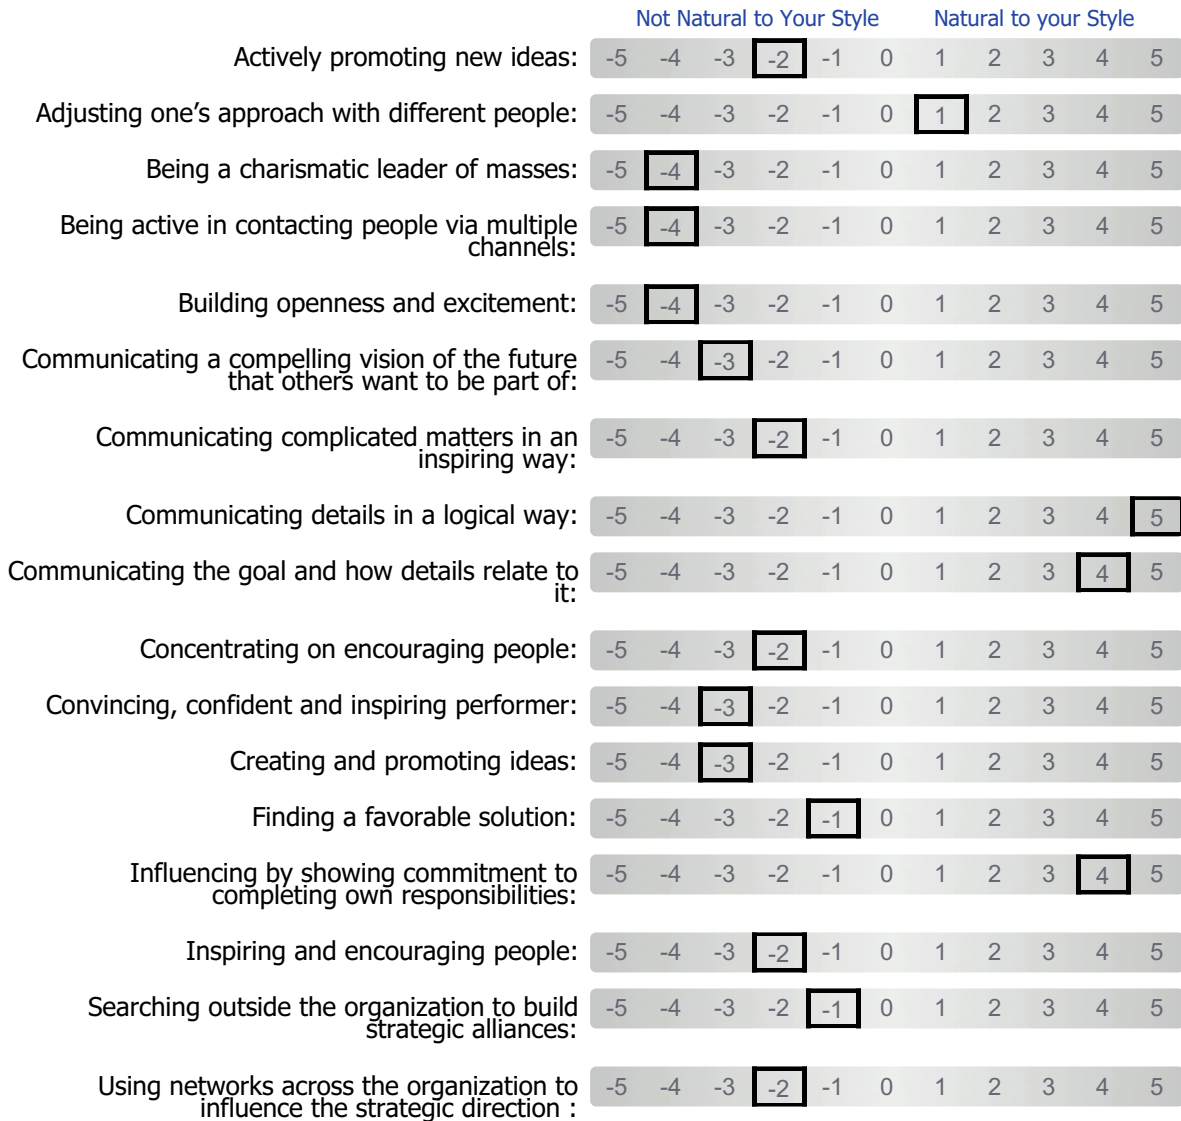 Not Natural to Your Style Natural to your Style
Actively promoting new ideas: -5 -4 -3 -2 -1 0 1 2 3 4 5
Adjusting one’s approach with different people: -5 -4 -3 -2 -1 0 1 2 3 4 5
Being a charismatic leader of masses: -5 -4 -3 -2 -1 0 1 2 3 4 5
Being active in contacting people via multiple
channels: -5 -4 -3 -2 -1 0 1 2 3 4 5
Building openness and excitement: -5 -4 -3 -2 -1 0 1 2 3 4 5
Communicating a compelling vision of the future
that others want to be part of: -5 -4 -3 -2 -1 0 1 2 3 4 5
Communicating complicated matters in an
inspiring way: -5 -4 -3 -2 -1 0 1 2 3 4 5
Communicating details in a logical way: -5 -4 -3 -2 -1 0 1 2 3 4 5
Communicating the goal and how details relate to
it: -5 -4 -3 -2 -1 0 1 2 3 4 5
Concentrating on encouraging people: -5 -4 -3 -2 -1 0 1 2 3 4 5
Convincing, confident and inspiring performer: -5 -4 -3 -2 -1 0 1 2 3 4 5
Creating and promoting ideas: -5 -4 -3 -2 -1 0 1 2 3 4 5
Finding a favorable solution: -5 -4 -3 -2 -1 0 1 2 3 4 5
Influencing by showing commitment to
completing own responsibilities: -5 -4 -3 -2 -1 0 1 2 3 4 5
Inspiring and encouraging people: -5 -4 -3 -2 -1 0 1 2 3 4 5
Searching outside the organization to build
strategic alliances: -5 -4 -3 -2 -1 0 1 2 3 4 5
Using networks across the organization to
influence the strategic direction : -5 -4 -3 -2 -1 0 1 2 3 4 5